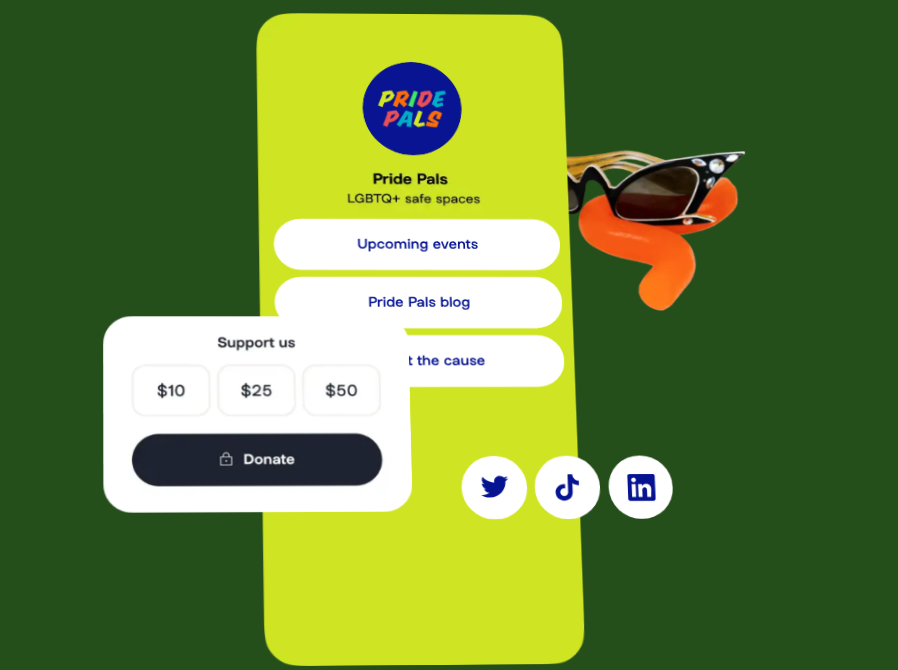 PRIDE
PALS
Pride Pals
LGBTQ+ safe spaces
Upcoming events
Pride Pals blog
t the cause
Support us
$10 $25 $50
Donate
in